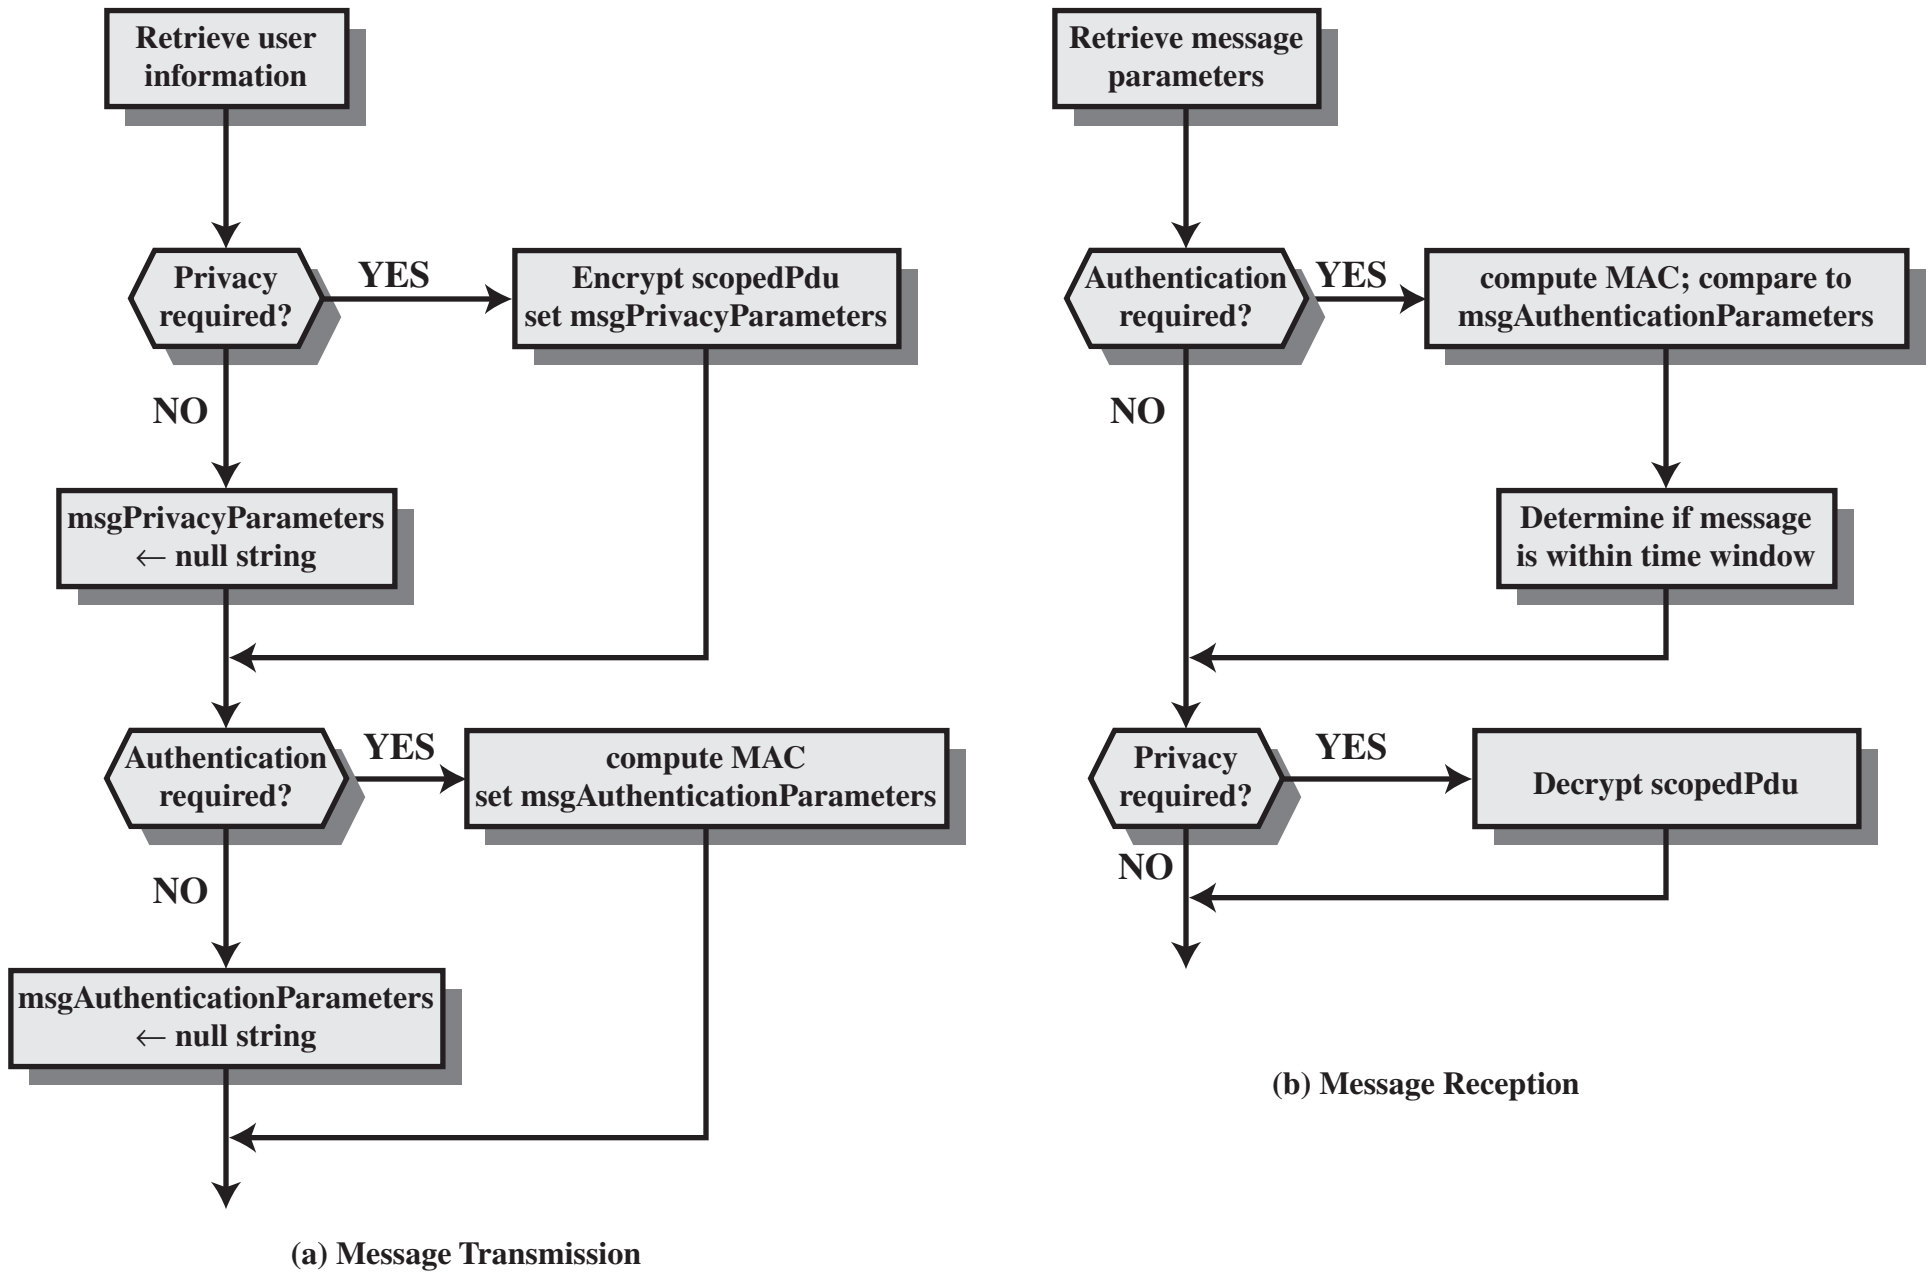 Retrieve user
information
Privacy
required?
YES
Encrypt scopedPdu
set msgPrivacyParameters
NO
msgPrivacyParameters
← null string
Authentication
required?
YES
compute MAC
set msgAuthenticationParameters
NO
msgAuthenticationParameters
← null string
(a) Message Transmission
Retrieve message
parameters
Authentication
required?
YES
compute MAC; compare to
msgAuthenticationParameters
NO
Determine if message
is within time window
Privacy
required?
YES
Decrypt scopedPdu
NO
(b) Message Reception